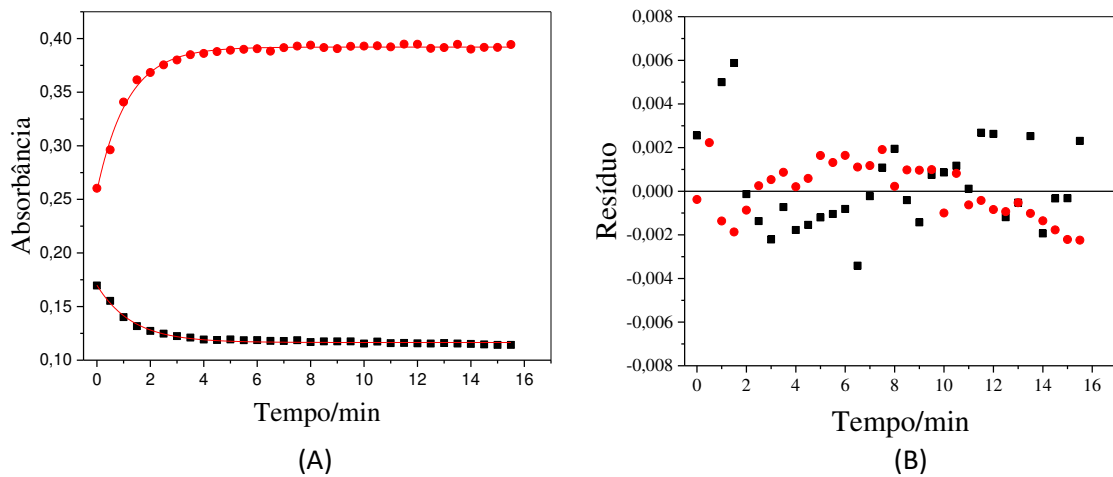 0,40
0,35
0,30
0,25
0,20
0,15
0,10
Absorbância
0 2 4 6 8 10 12 14 16
Tempo/min
(A)
0,008
0,006
0,004
0,002
0,000
-0,002
-0,004
-0,006
-0,008
Resíduo
0 2 4 6 8 10 12 14 16
Tempo/min
(B)